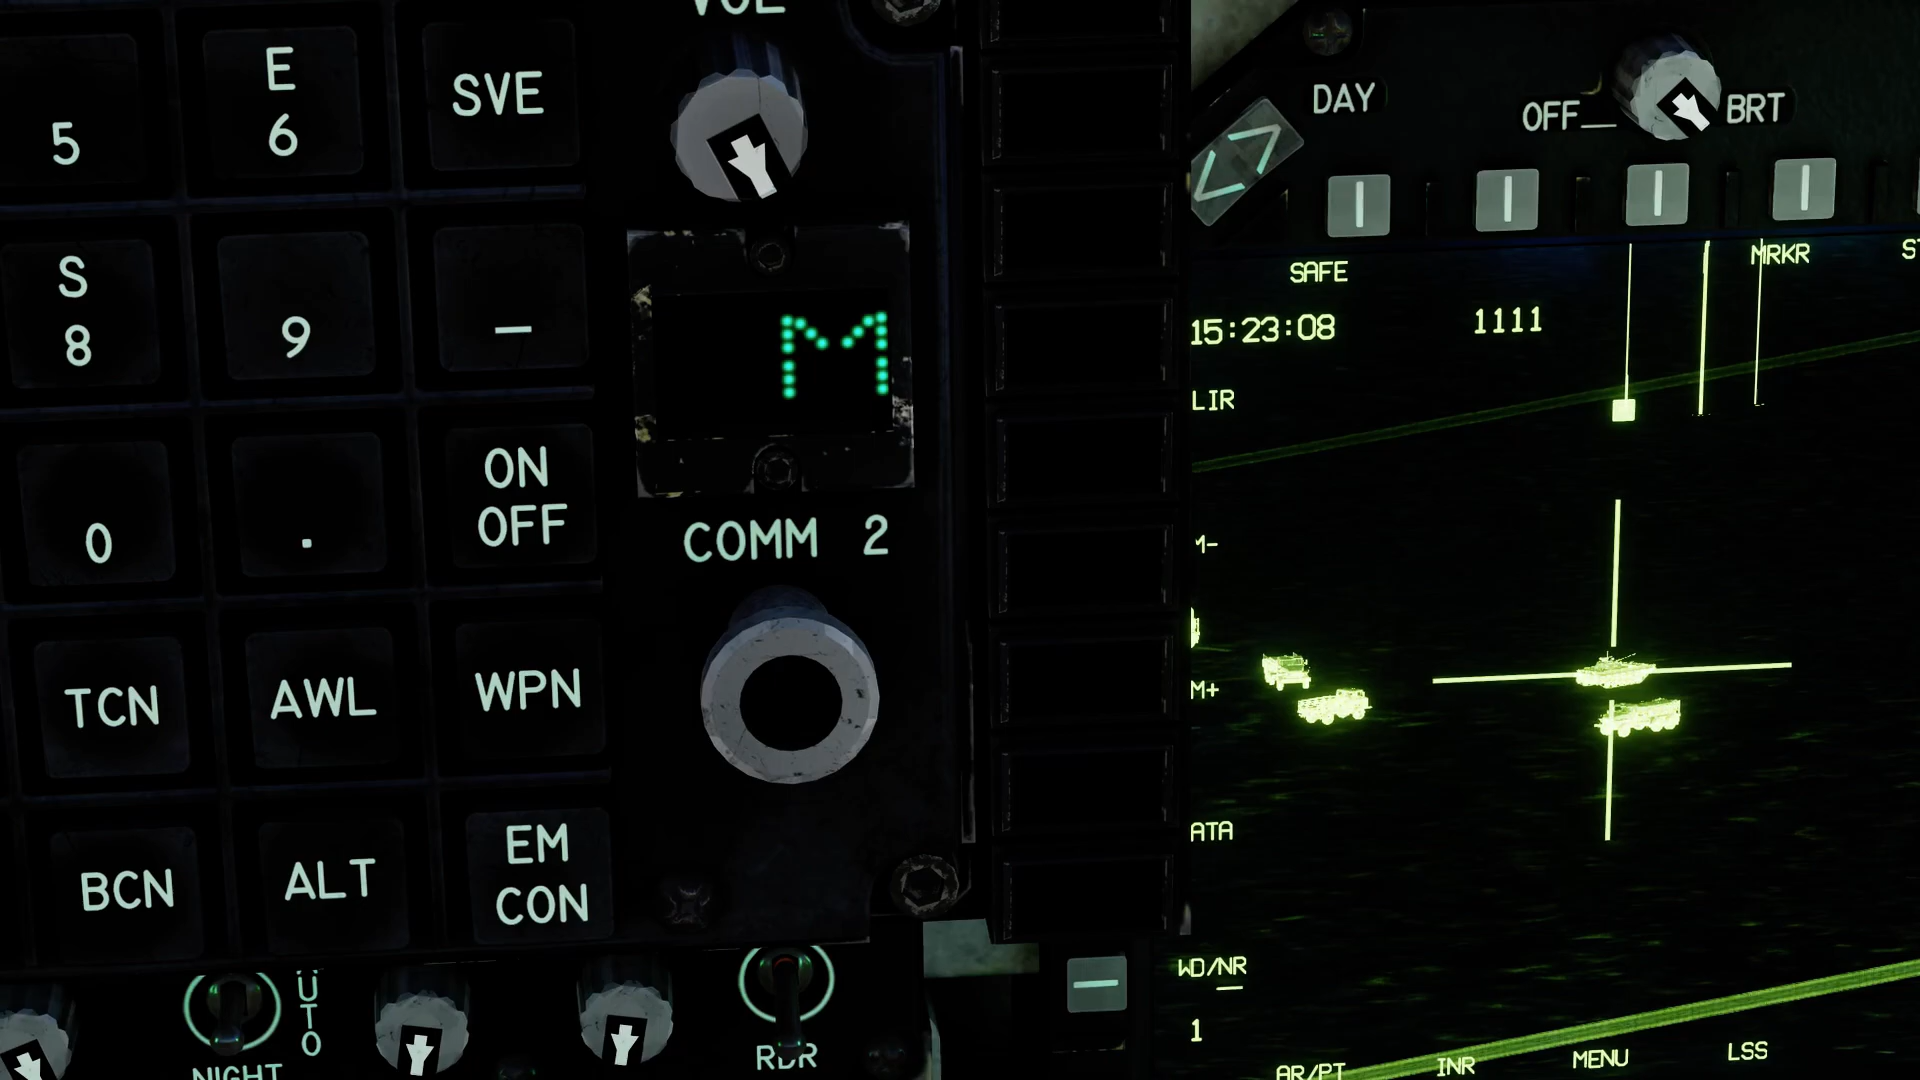 VOL
5
E
6
SVE
S
8
9
—
M
0
.
ON
OFF
COMM 2
TCN
AWL
WPN
BCN
ALT
EM
CON
UTO
NIGHT
RDR
DAY
OFF
BRT
SAFE
MRKR
ST
15:23:08
1111
LIR
M-
M+
ATA
WD/NR
1
AR/PT
INR
MENU
LSS